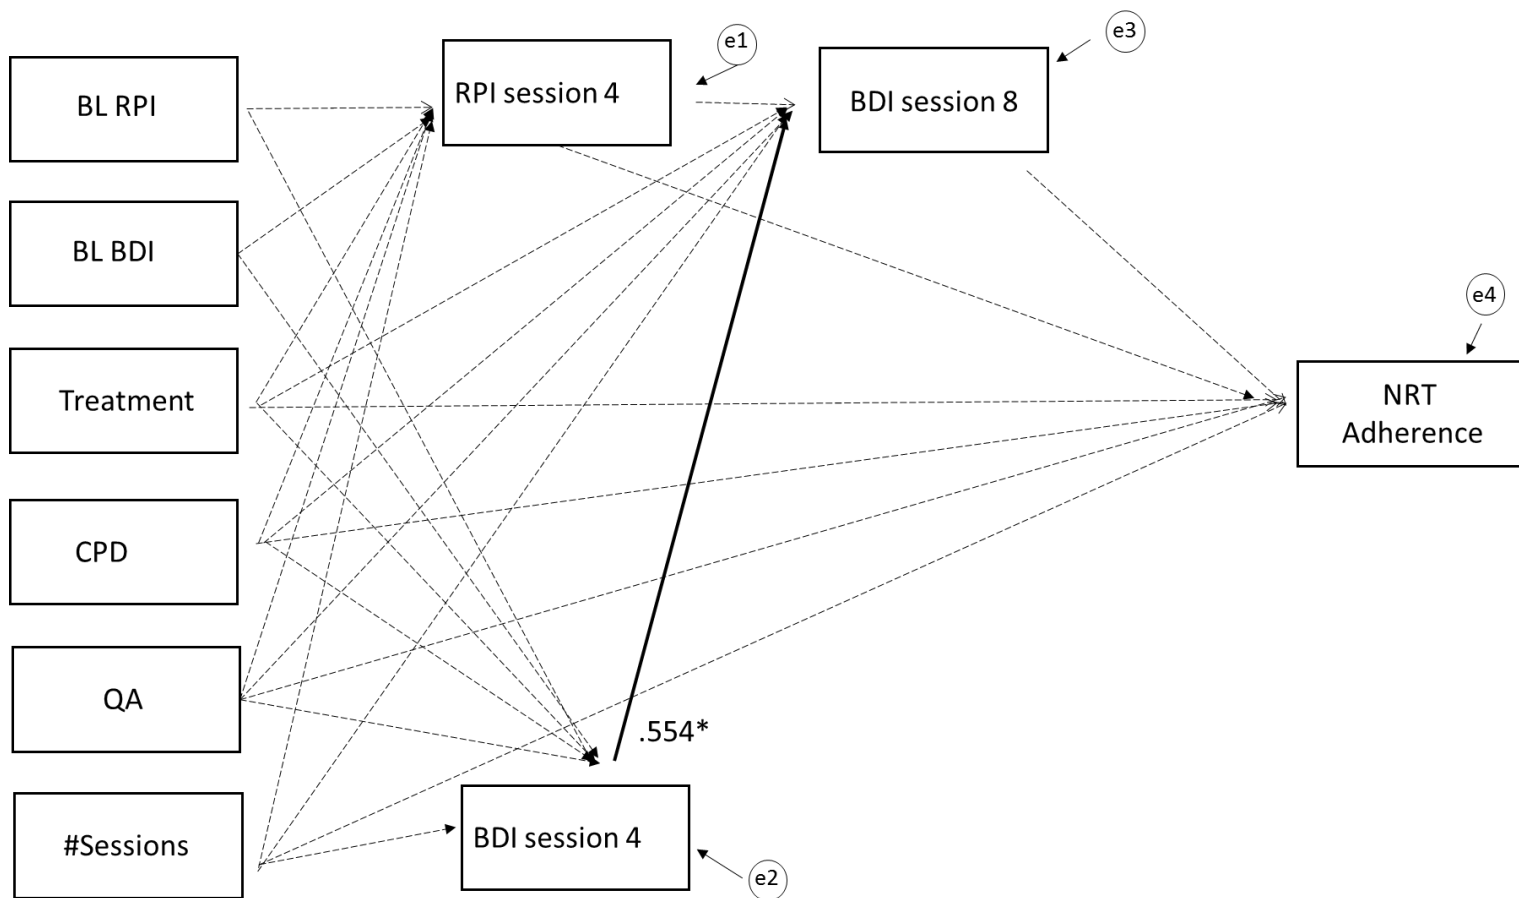 BL RPI
BL BDI
Treatment
CPD
QA
#Sessions
RPI session 4
e1
BDI session 8
e3
.554*
BDI session 4
e2
e4
NRT
Adherence